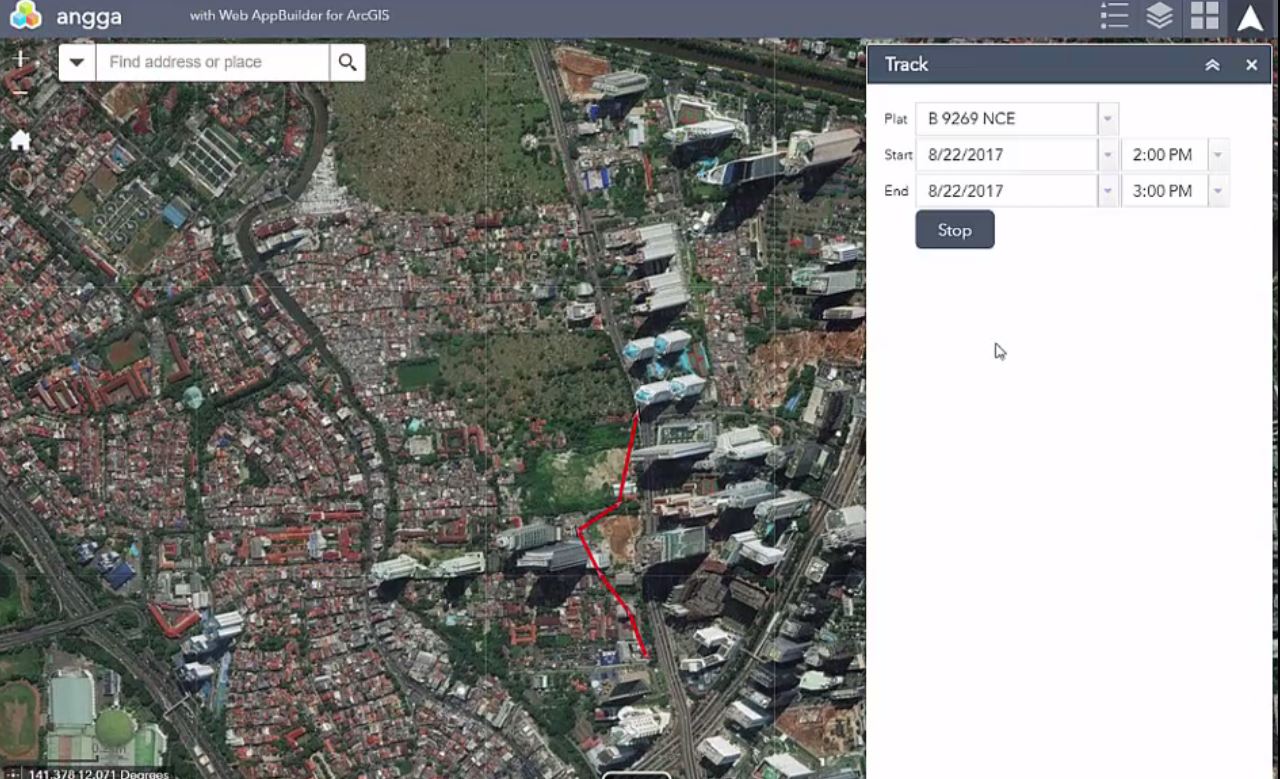 angga
with Web AppBuilder for ArcGIS
Find address or place
Track
Plat B 9269 NCE
Start 8/22/2017 2:00 PM
End 8/22/2017 3:00 PM
Stop
141.378 12.071 Degrees